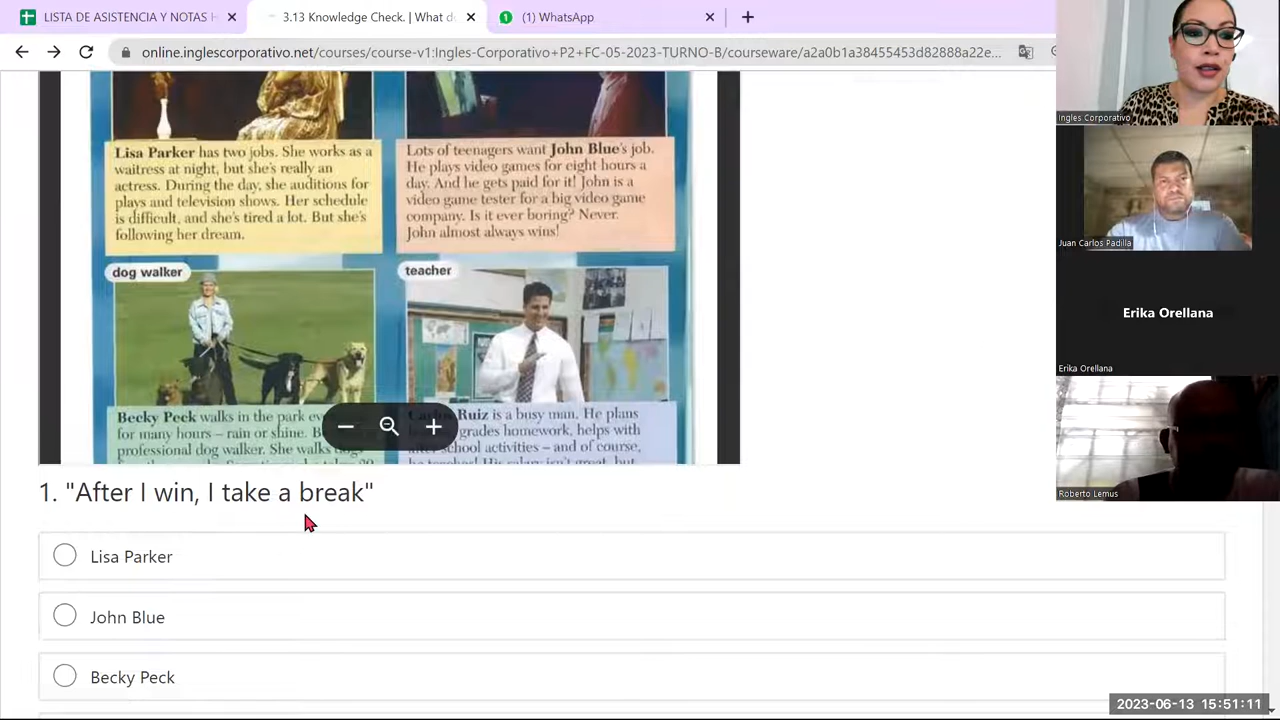 LISTA DE ASISTENCIA Y NOTAS
3.13 Knowledge Check. | What d
(1) WhatsApp
online.inglescorporativo.net/courses/course-v1:Ingles-Corporativo+P2+FC-05-2023-TURNO-B/courseware/a2a0b1a38455453d82888a22e...
Lisa Parker has two jobs. She works as a
waitress at night, but she's really an
actress. During the day, she auditions for
plays and television shows. Her schedule
is difficult, and she's tired a lot. But she's
following her dream.
Lots of teenagers want John Blue's job.
He plays video games for eight hours a
day. And he gets paid for it! John is a
video game tester for a big video game
company. Is it ever boring? Never.
John almost always wins!
dog walker
teacher
Becky Peck walks in the park
for many hours – rain or shine.
professional dog walker. She walks
Ruiz is a busy man. He plans
grades homework, helps with
school activities – and of course,
1. "After I win, I take a break"
Lisa Parker
John Blue
Becky Peck
Ingles Corporativo
Juan Carlos Padilla
Erika Orellana
Erika Orellana
Roberto Lemus
2023-06-13 15:51:11